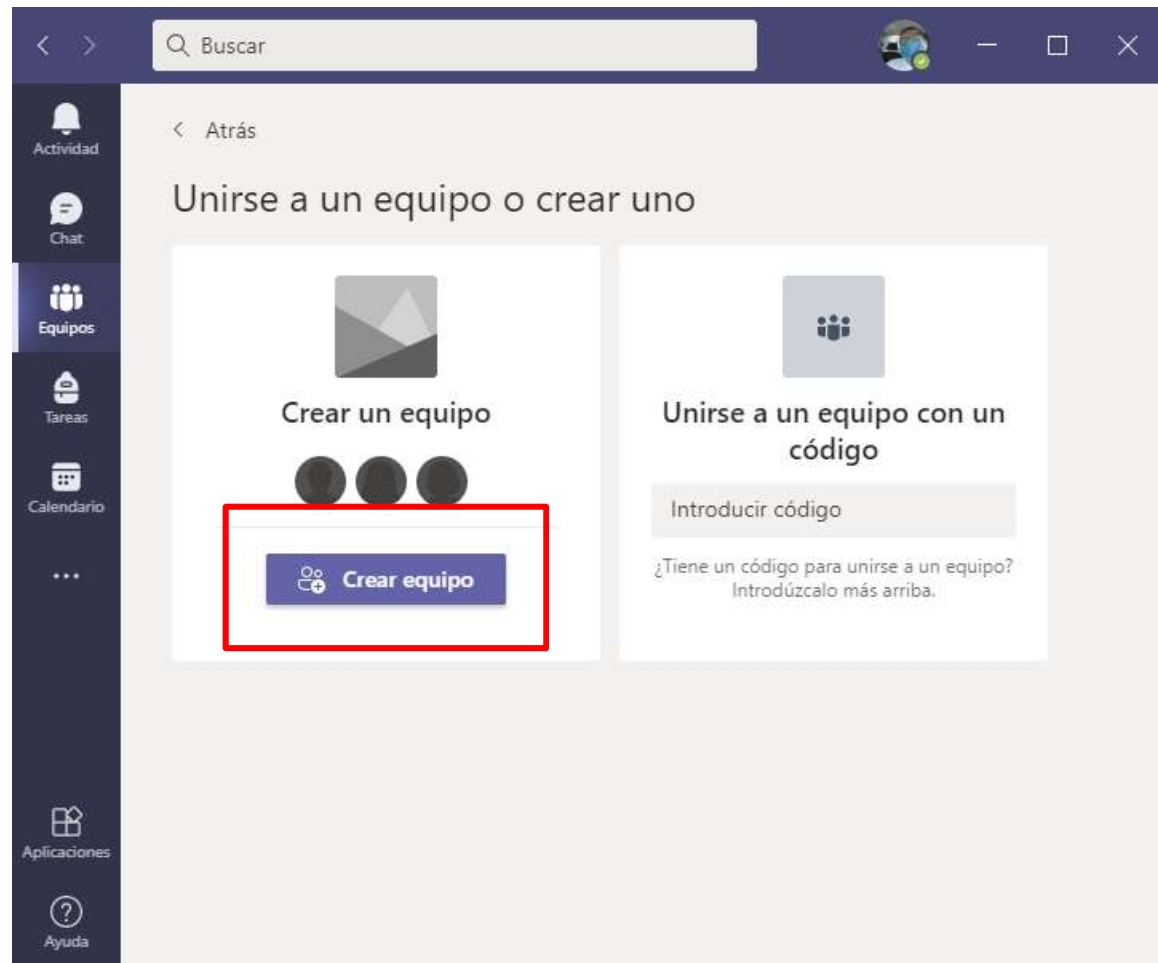 Buscar
Actividad
Chat
Equipos
Tareas
Calendario
Aplicaciones
Ayuda
Atrás
Unirse a un equipo o crear uno
Crear un equipo
Crear equipo
Unirse a un equipo con un
código
Introducir código
¿Tiene un código para unirse a un equipo?
Introdúzcalo más arriba.